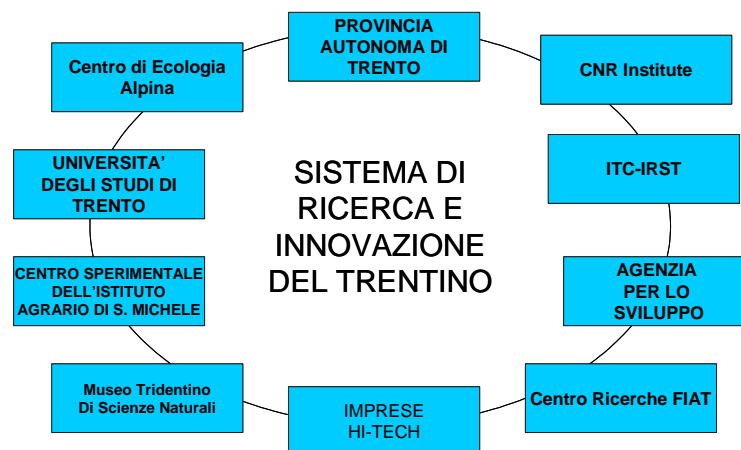 PROVINCIA
AUTONOMA DI
TRENTO
Centro di Ecologia
Alpina
CNR Institute
UNIVERSITA’
DEGLI STUDI DI
TRENTO
SISTEMA DI
RICERCA E
INNOVAZIONE
DEL TRENTINO
ITC-IRST
CENTRO SPERIMENTALE
DELL’ISTITUTO
AGRARIO DI S. MICHELE
AGENZIA
PER LO
SVILUPPO
Museo Tridentino
Di Scienze Naturali
IMPRESE
HI-TECH
Centro Ricerche FIAT